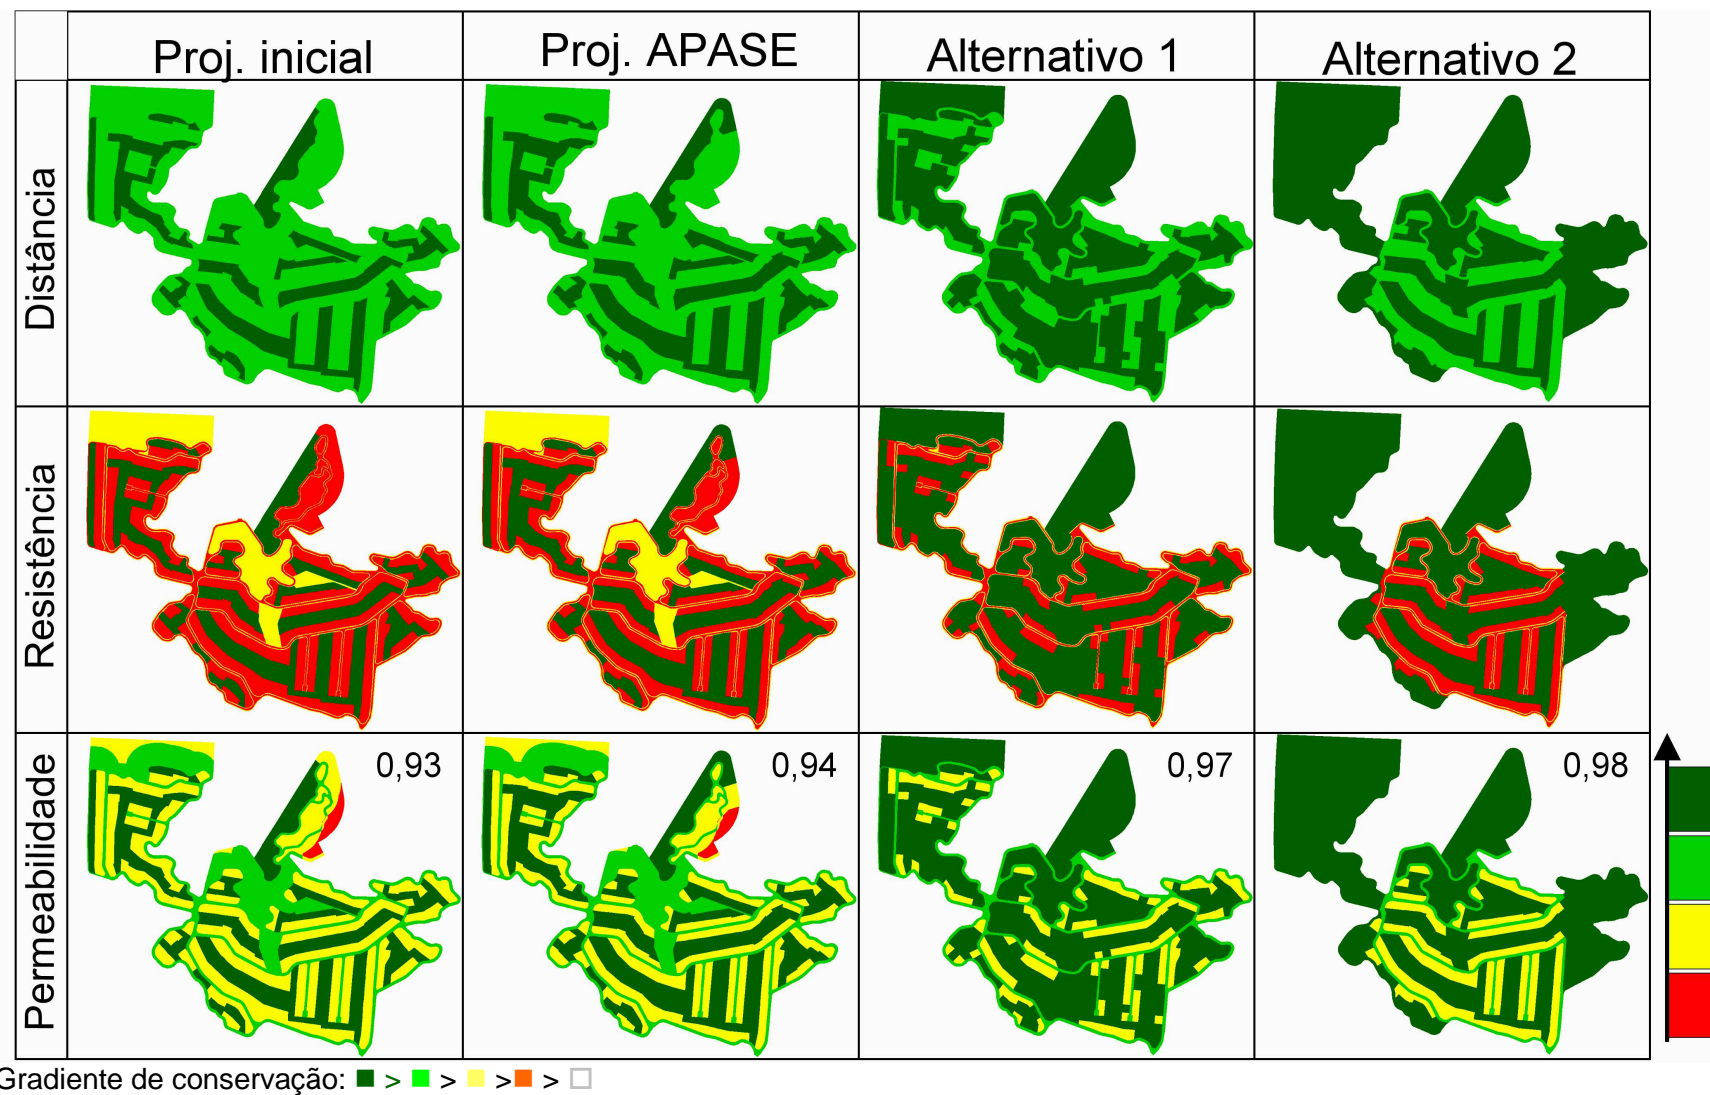 Proj. inicial Proj. APASE Alternativo 1 Alternativo 2
Distância
Resistência
Permeabilidade 0,93 0,94 0,97 0,98
Gradiente de conservação: > > > >